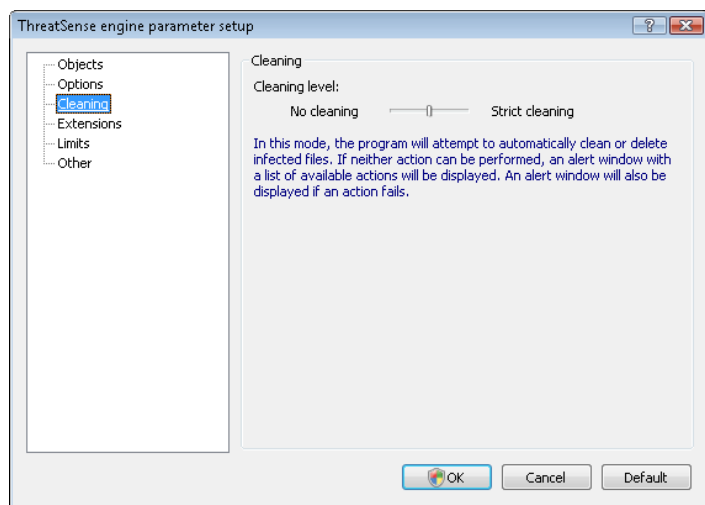 ThreatSense engine parameter setup
Objects
Options
Cleaning
Extensions
Limits
Other
Cleaning
Cleaning level:
No cleaning Strict cleaning
In this mode, the program will attempt to automatically clean or delete
infected files. If neither action can be performed, an alert window with
a list of available actions will be displayed. An alert window will also be
displayed if an action fails.
OK Cancel Default